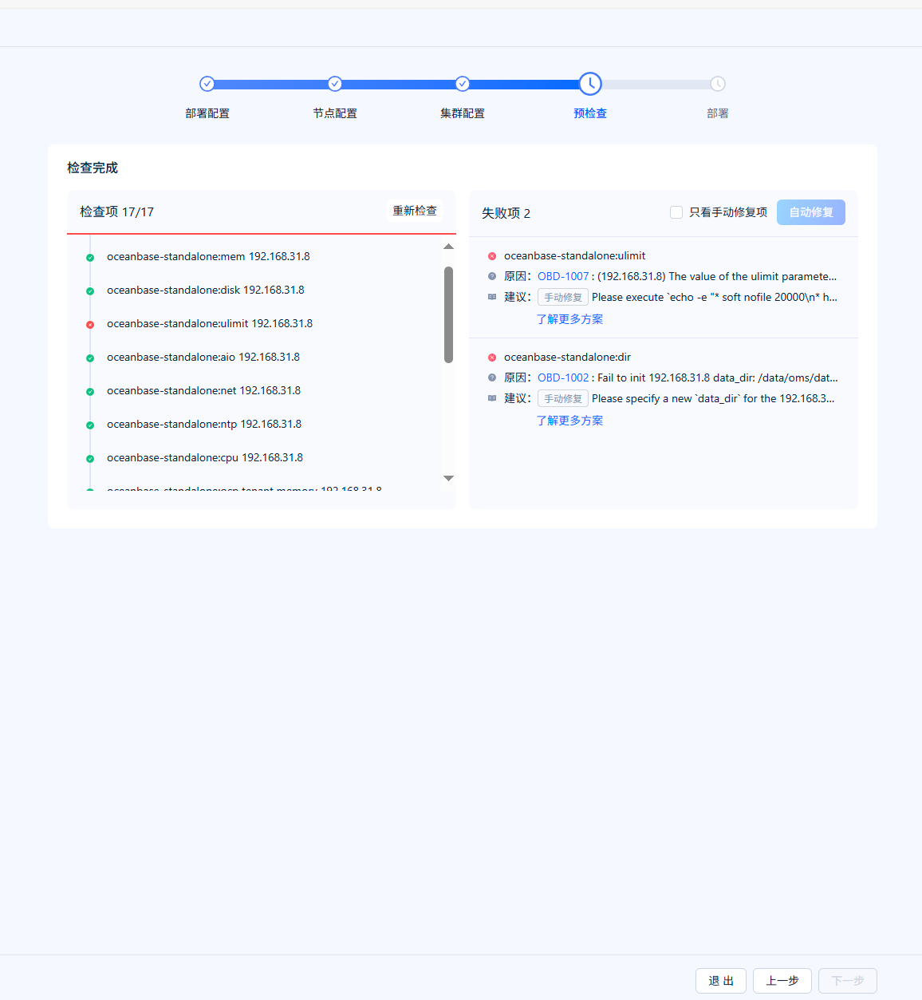 部署配置
节点配置
集群配置
预检查
部署
检查完成
检查项 17/17
重新检查
oceanbase-standalone:mem 192.168.31.8
oceanbase-standalone:disk 192.168.31.8
oceanbase-standalone:ulimit 192.168.31.8
oceanbase-standalone:aio 192.168.31.8
oceanbase-standalone:net 192.168.31.8
oceanbase-standalone:ntp 192.168.31.8
oceanbase-standalone:cpu 192.168.31.8
oceanbase-standalone:ocp tenant memory 192.168.31.8
失败项 2
只看手动修复项
自动修复
oceanbase-standalone:ulimit
原因：OBD-1007 : (192.168.31.8) The value of the ulimit paramete...
建议：手动修复 Please execute `echo -e "* soft nofile 20000\n* h...
了解更多方案
oceanbase-standalone:dir
原因：OBD-1002 : Fail to init 192.168.31.8 data_dir: /data/oms/dat...
建议：手动修复 Please specify a new `data_dir` for the 192.168.3...
了解更多方案
退 出
上一步
下一步